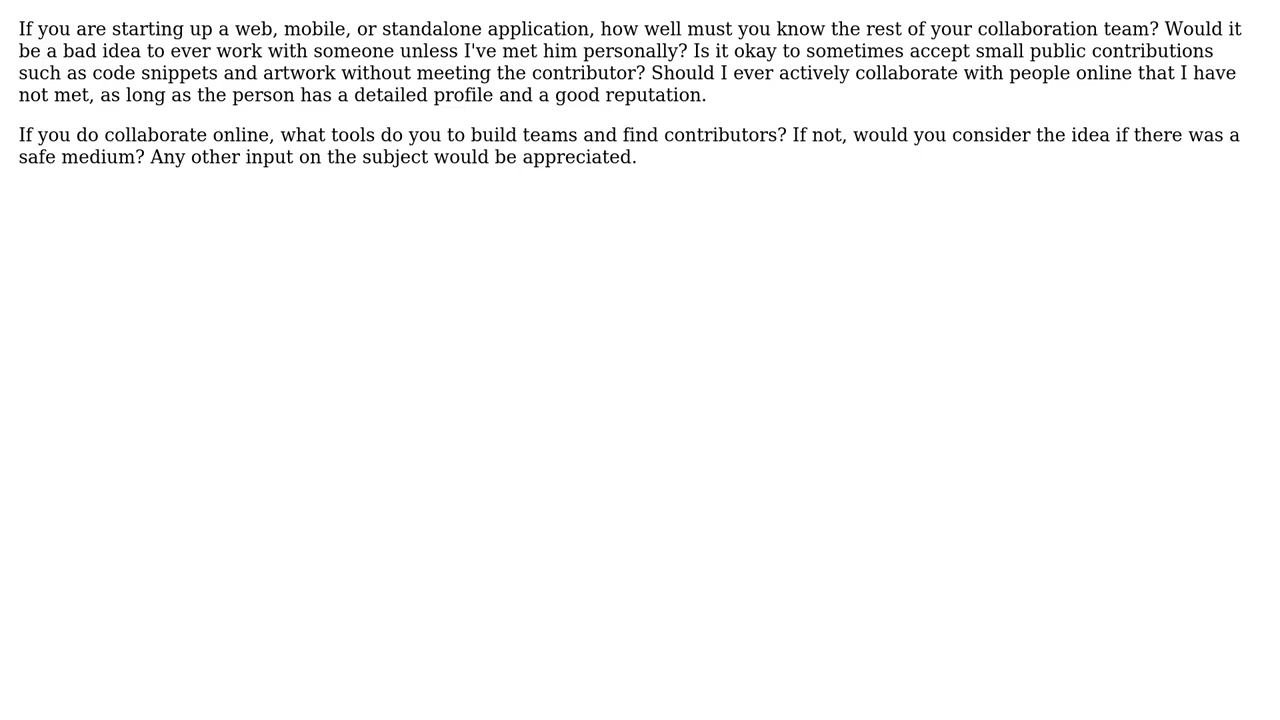 If you are starting up a web, mobile, or standalone application, how well must you know the rest of your collaboration team? Would it
be a bad idea to ever work with someone unless I've met him personally? Is it okay to sometimes accept small public contributions
such as code snippets and artwork without meeting the contributor? Should I ever actively collaborate with people online that I have
not met, as long as the person has a detailed profile and a good reputation.
If you do collaborate online, what tools do you to build teams and find contributors? If not, would you consider the idea if there was a
safe medium? Any other input on the subject would be appreciated.